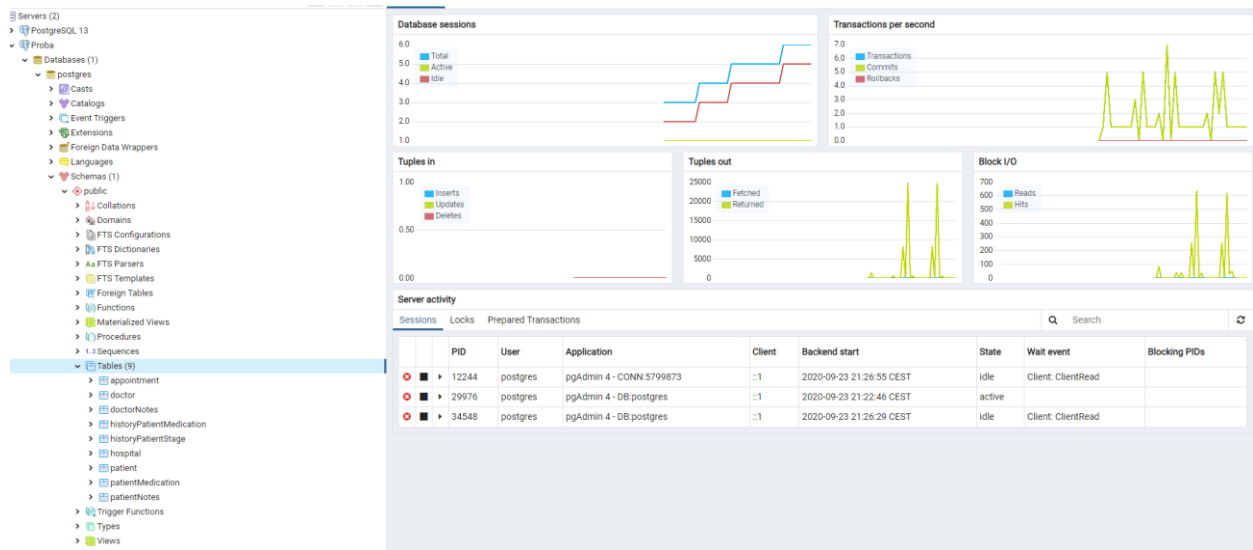 Servers (2)
PostgreSQL 13
Proba
Databases (1)
postgres
Casts
Catalogs
Event Triggers
Extensions
Foreign Data Wrappers
Languages
Schemas (1)
public
Collations
Domains
FTS Configurations
FTS Dictionaries
FTS Parsers
FTS Templates
Foreign Tables
Functions
Materialized Views
Procedures
1..3 Sequences
Tables (9)
appointment
doctor
doctorNotes
historyPatientMedication
historyPatientStage
hospital
patient
patientMedication
patientNotes
Trigger Functions
Types
Views
Database sessions
6.0
5.0
4.0
3.0
2.0
1.0
Total
Active
Idle
Transactions per second
7.0
6.0
5.0
4.0
3.0
2.0
1.0
0.0
Transactions
Commits
Rollbacks
Tuples in
1.00
0.50
0.00
Inserts
Updates
Deletes
Tuples out
25000
20000
15000
10000
5000
0
Fetched
Returned
Block I/O
700
600
500
400
300
200
100
0
Reads
Hits
Server activity
Sessions Locks Prepared Transactions Search
PID User Application Client Backend start State Wait event Blocking PIDs
12244 postgres pgAdmin 4 - CONN:5799873 ::1 2020-09-23 21:26:55 CEST idle Client: ClientRead
29976 postgres pgAdmin 4 - DB:postgres ::1 2020-09-23 21:22:46 CEST active
34548 postgres pgAdmin 4 - DB:postgres ::1 2020-09-23 21:26:29 CEST idle Client: ClientRead